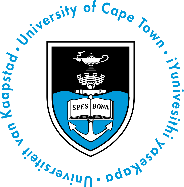 University of Cape Town · iYunivesithi yaseKapa · Universiteit van Kaapstad ·
SPES BONA